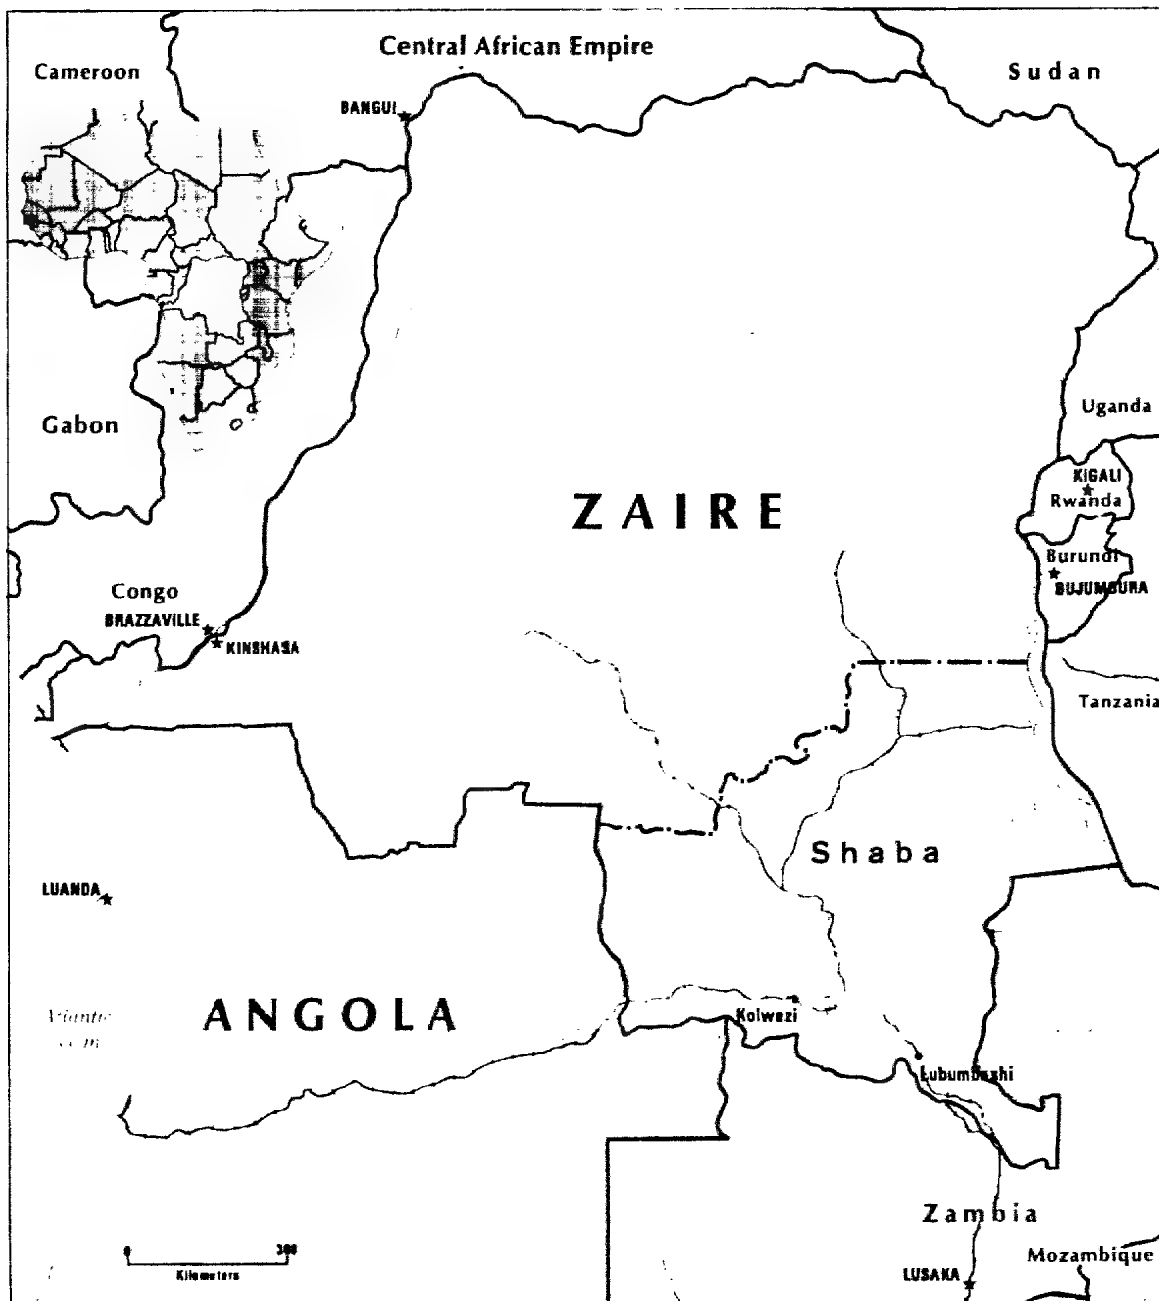 Central African Empire
Cameroon
Sudan
BANGUI
Uganda
Gabon
KIGALI
Rwanda
ZAIRE
Burundi
BUJUMBURA
Congo
BRAZZAVILLE
KINSHASA
Tanzania
Shaba
LUANDA
ANGOLA
Kolwezi
Lubumbashi
Zambia
Mozambique
0 300
Kilometers
LUSAKA